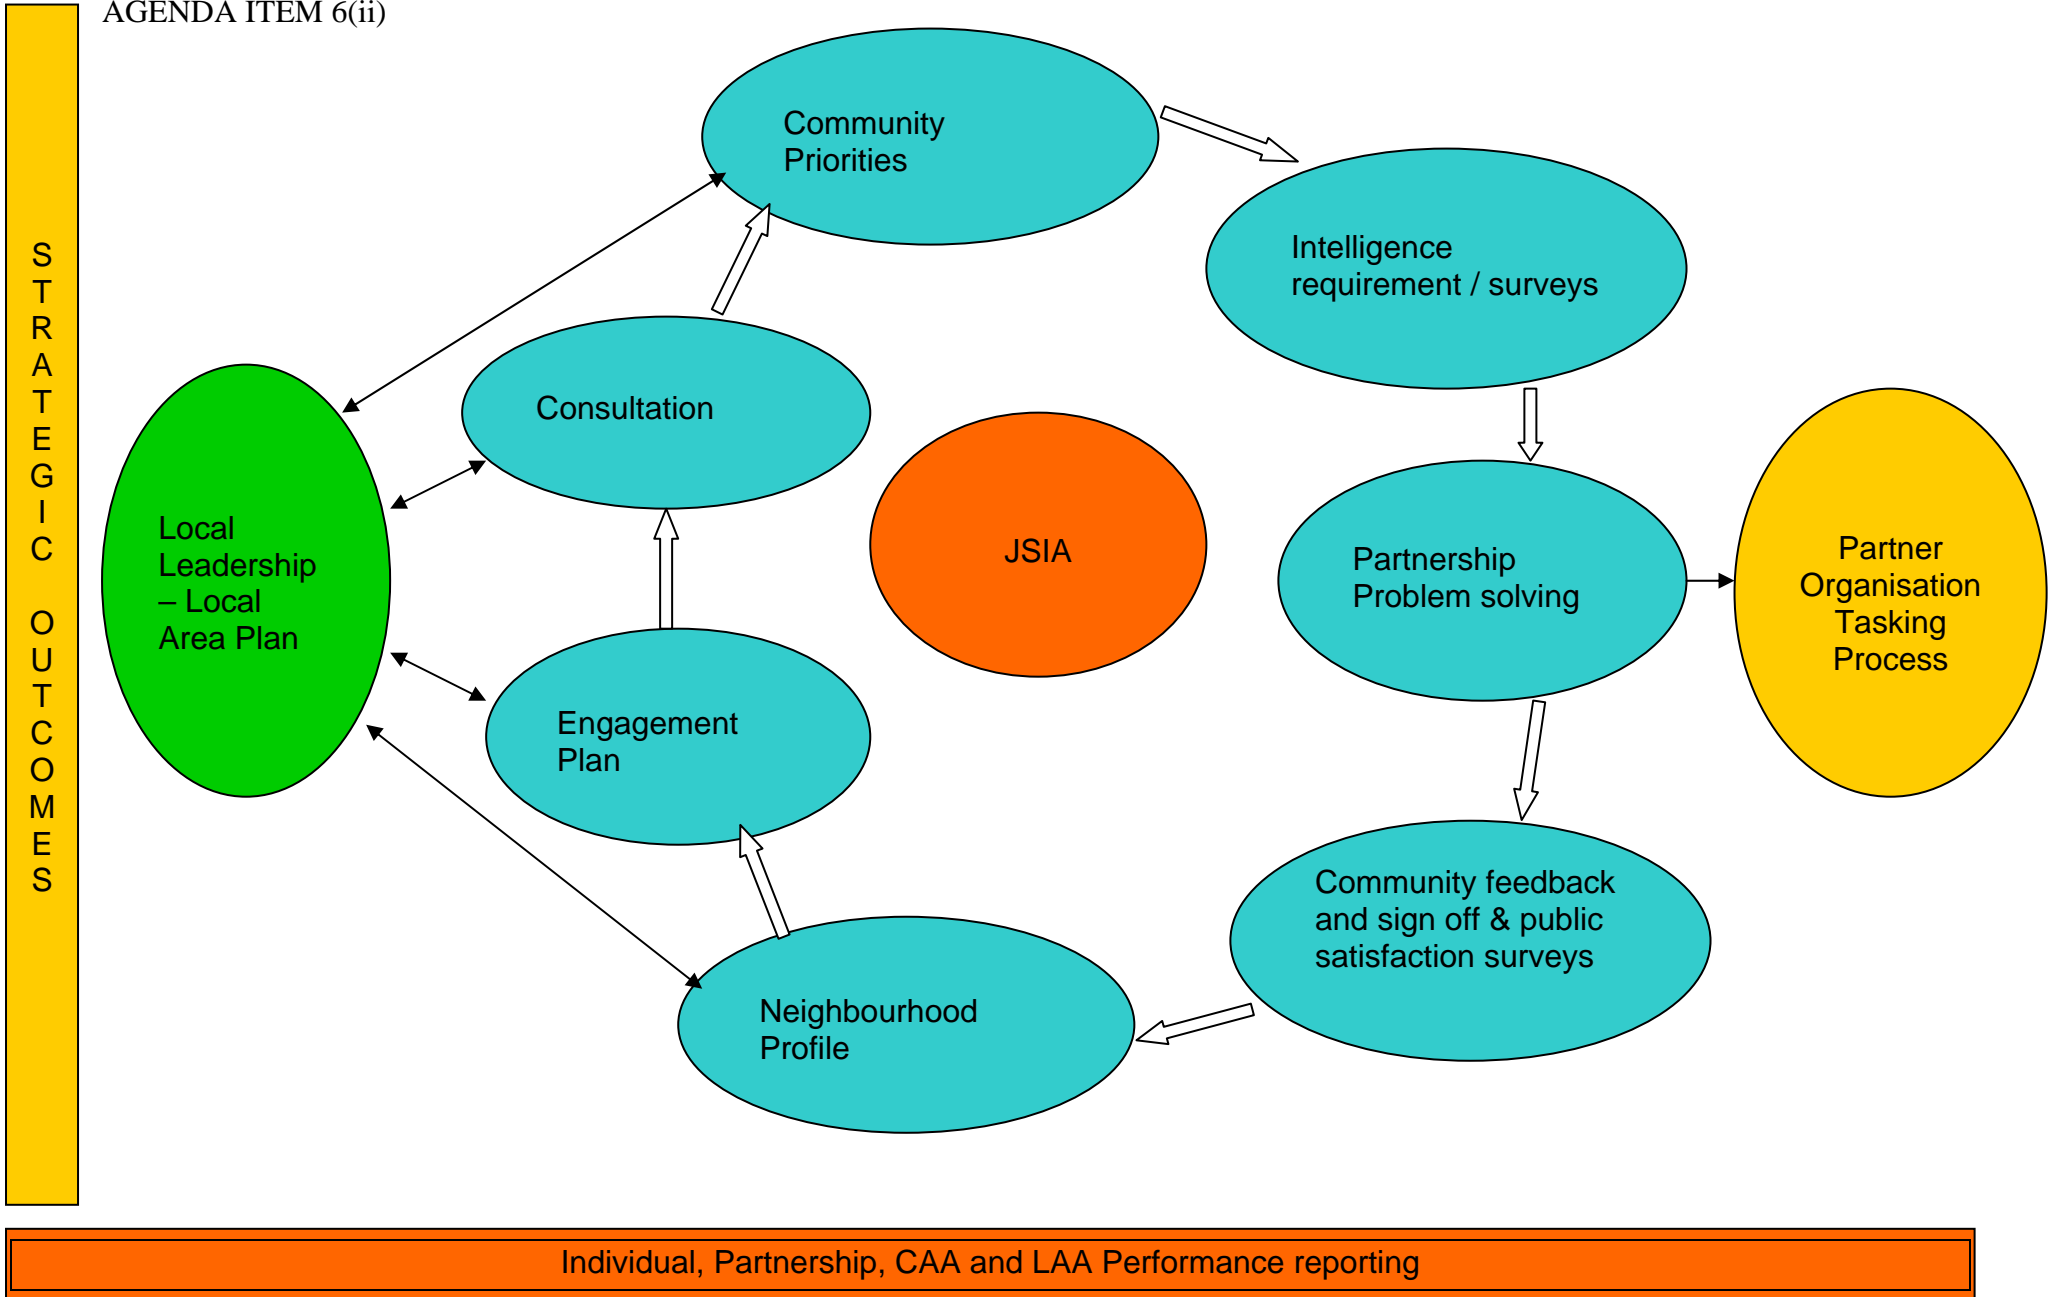 AGENDA ITEM 6(ii)
STRATEGIC OUTCOMES
Community
Priorities
Intelligence
requirement / surveys
Consultation
Local
Leadership
– Local
Area Plan
JSIA
Partnership
Problem solving
Partner
Organisation
Tasking
Process
Engagement
Plan
Community feedback
and sign off & public
satisfaction surveys
Neighbourhood
Profile
Individual, Partnership, CAA and LAA Performance reporting